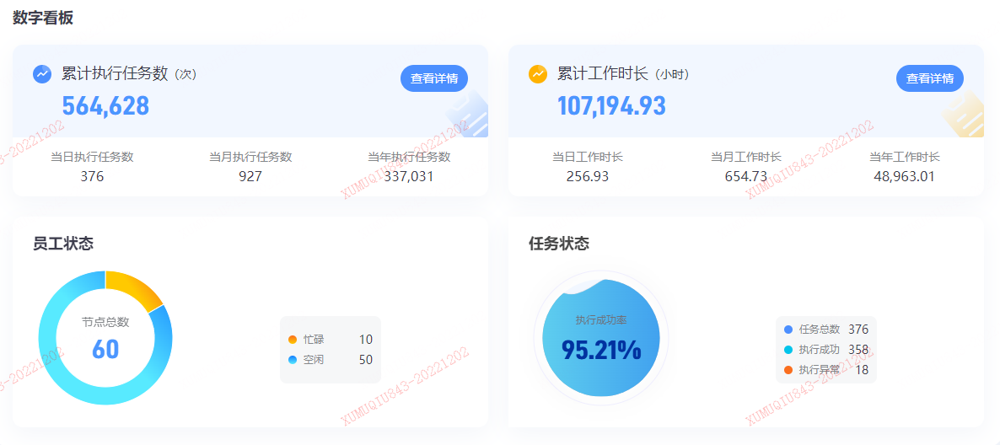 数字看板
累计执行任务数（次）
查看详情
564,628
当日执行任务数
376
当月执行任务数
927
当年执行任务数
337,031
累计工作时长（小时）
查看详情
107,194.93
当日工作时长
256.93
当月工作时长
654.73
当年工作时长
48,963.01
员工状态
节点总数
60
忙碌 10
空闲 50
任务状态
执行成功率
95.21%
任务总数 376
执行成功 358
执行异常 18
43-20221202
XUMUQIU843-20221202
XUMUQIU843-20221202
43-20221202
XUMUQIU843-20221202
XUMUQIU843-20221202